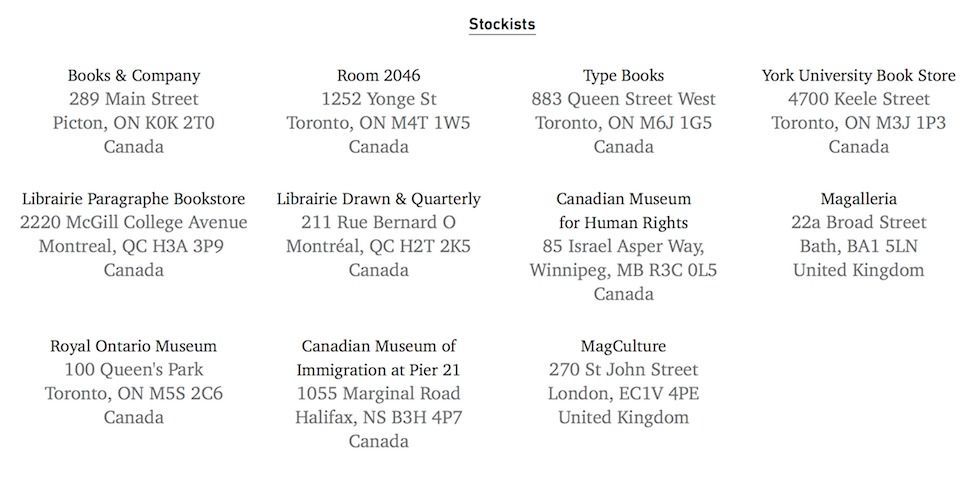 Stockists
Books & Company
289 Main Street
Picton, ON K0K 2T0
Canada
Room 2046
1252 Yonge St
Toronto, ON M4T 1W5
Canada
Type Books
883 Queen Street West
Toronto, ON M6J 1G5
Canada
York University Book Store
4700 Keele Street
Toronto, ON M3J 1P3
Canada
Librairie Paragraphe Bookstore
2220 McGill College Avenue
Montreal, QC H3A 3P9
Canada
Librairie Drawn & Quarterly
211 Rue Bernard O
Montréal, QC H2T 2K5
Canada
Canadian Museum
for Human Rights
85 Israel Asper Way,
Winnipeg, MB R3C 0L5
Canada
Magalleria
22a Broad Street
Bath, BA1 5LN
United Kingdom
Royal Ontario Museum
100 Queen's Park
Toronto, ON M5S 2C6
Canada
Canadian Museum of
Immigration at Pier 21
1055 Marginal Road
Halifax, NS B3H 4P7
Canada
MagCulture
270 St John Street
London, EC1V 4PE
United Kingdom